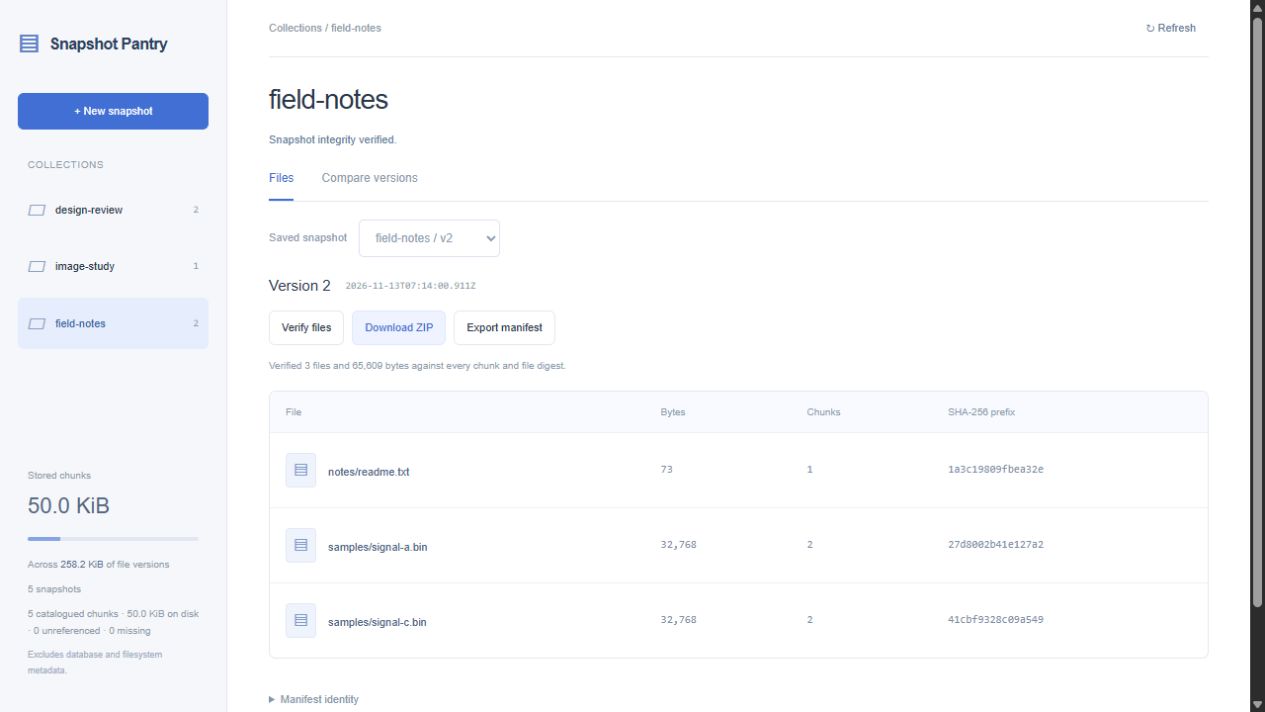 Snapshot Pantry
+ New snapshot
COLLECTIONS
design-review 2
image-study 1
field-notes 2
Stored chunks
50.0 KiB
Across 258.2 KiB of file versions
5 snapshots
5 catalogued chunks · 50.0 KiB on disk
· 0 unreferenced · 0 missing
Excludes database and filesystem
metadata.
Collections / field-notes
↻ Refresh
field-notes
Snapshot integrity verified.
Files Compare versions
Saved snapshot field-notes / v2
Version 2 2026-11-13T07:14:00.911Z
Verify files Download ZIP Export manifest
Verified 3 files and 65,609 bytes against every chunk and file digest.
File Bytes Chunks SHA-256 prefix
notes/readme.txt 73 1 1a3c19809fbea32e
samples/signal-a.bin 32,768 2 27d8002b41e127a2
samples/signal-c.bin 32,768 2 41cbf9328c09a549
▶ Manifest identity